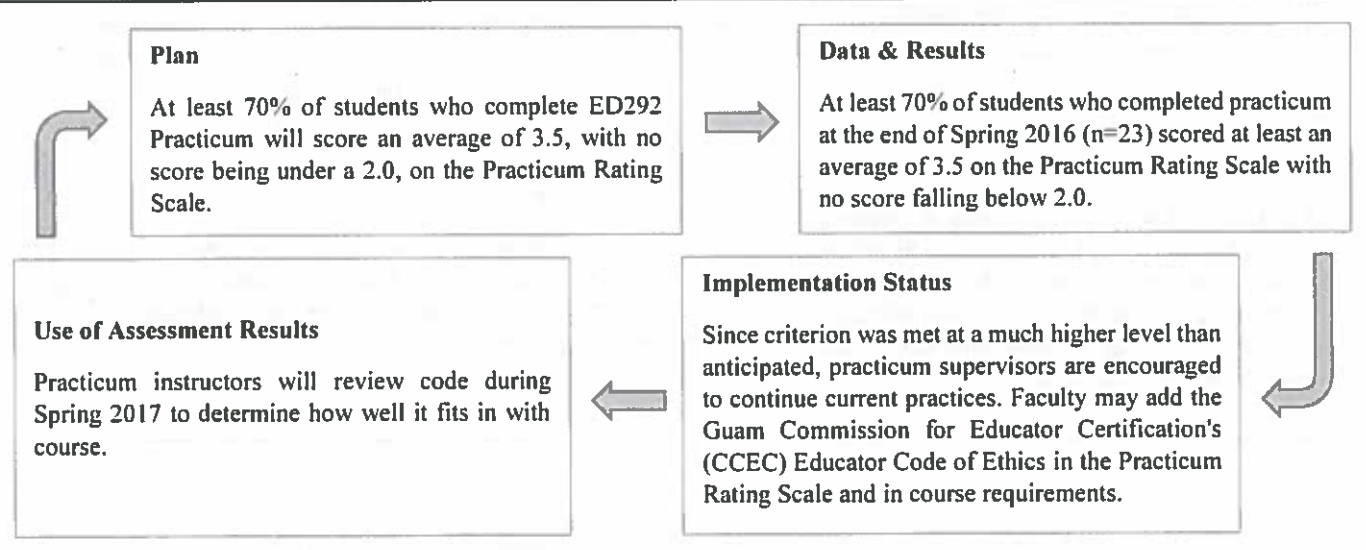 Plan
At least 70% of students who complete ED292
Practicum will score an average of 3.5, with no
score being under a 2.0, on the Practicum Rating
Scale.
Data & Results
At least 70% of students who completed practicum
at the end of Spring 2016 (n=23) scored at least an
average of 3.5 on the Practicum Rating Scale with
no score falling below 2.0.
Implementation Status
Since criterion was met at a much higher level than
anticipated, practicum supervisors are encouraged
to continue current practices. Faculty may add the
Guam Commission for Educator Certification's
(CCEC) Educator Code of Ethics in the Practicum
Rating Scale and in course requirements.
Use of Assessment Results
Practicum instructors will review code during
Spring 2017 to determine how well it fits in with
course.